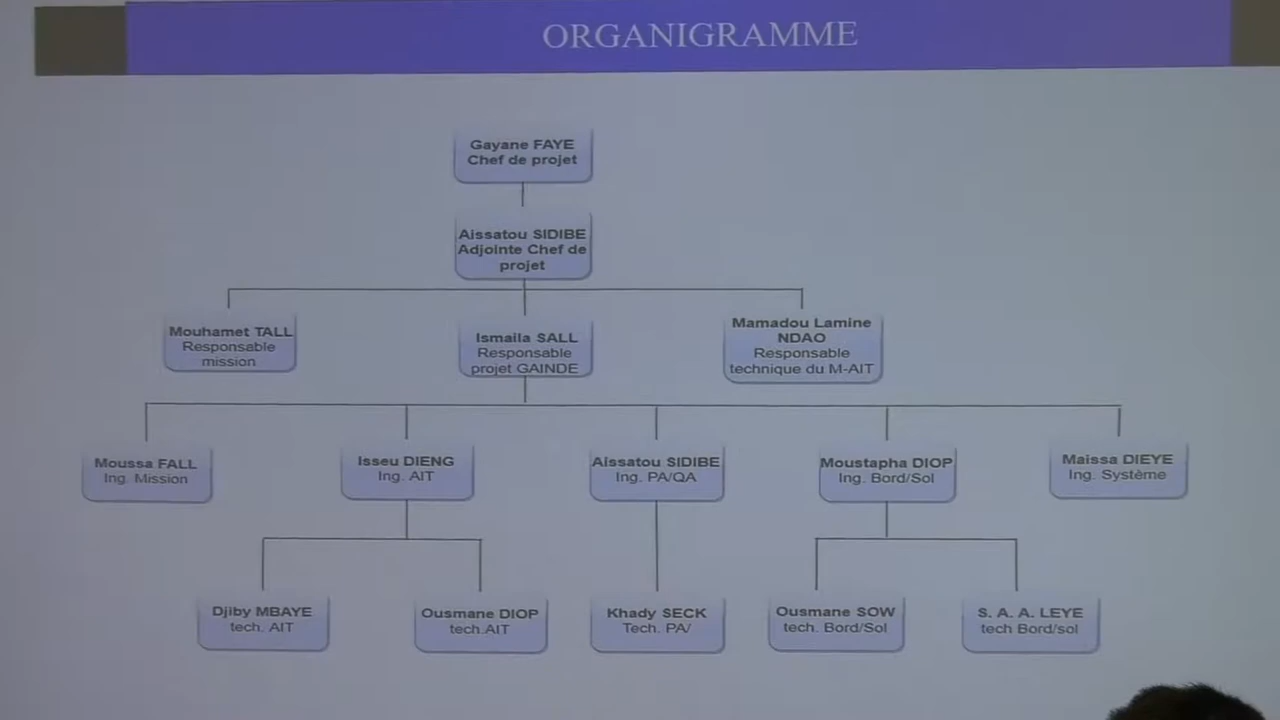 ORGANIGRAMME
Gayane FAYE
Chef de projet
Aissatou SIDIBE
Adjointe Chef de
projet
Mouhamet TALL
Responsable
mission
Ismaila SALL
Responsable
projet GAINDE
Mamadou Lamine
NDAO
Responsable
technique du M-AIT
Moussa FALL
Ing. Mission
Isseu DIENG
Ing. AIT
Aissatou SIDIBE
Ing. PA/QA
Moustapha DIOP
Ing. Bord/Sol
Maissa DIEYE
Ing. Système
Djiby MBAYE
tech. AIT
Ousmane DIOP
tech.AIT
Khady SECK
Tech. PA/
Ousmane SOW
tech. Bord/Sol
S. A. A. LEYE
tech Bord/sol